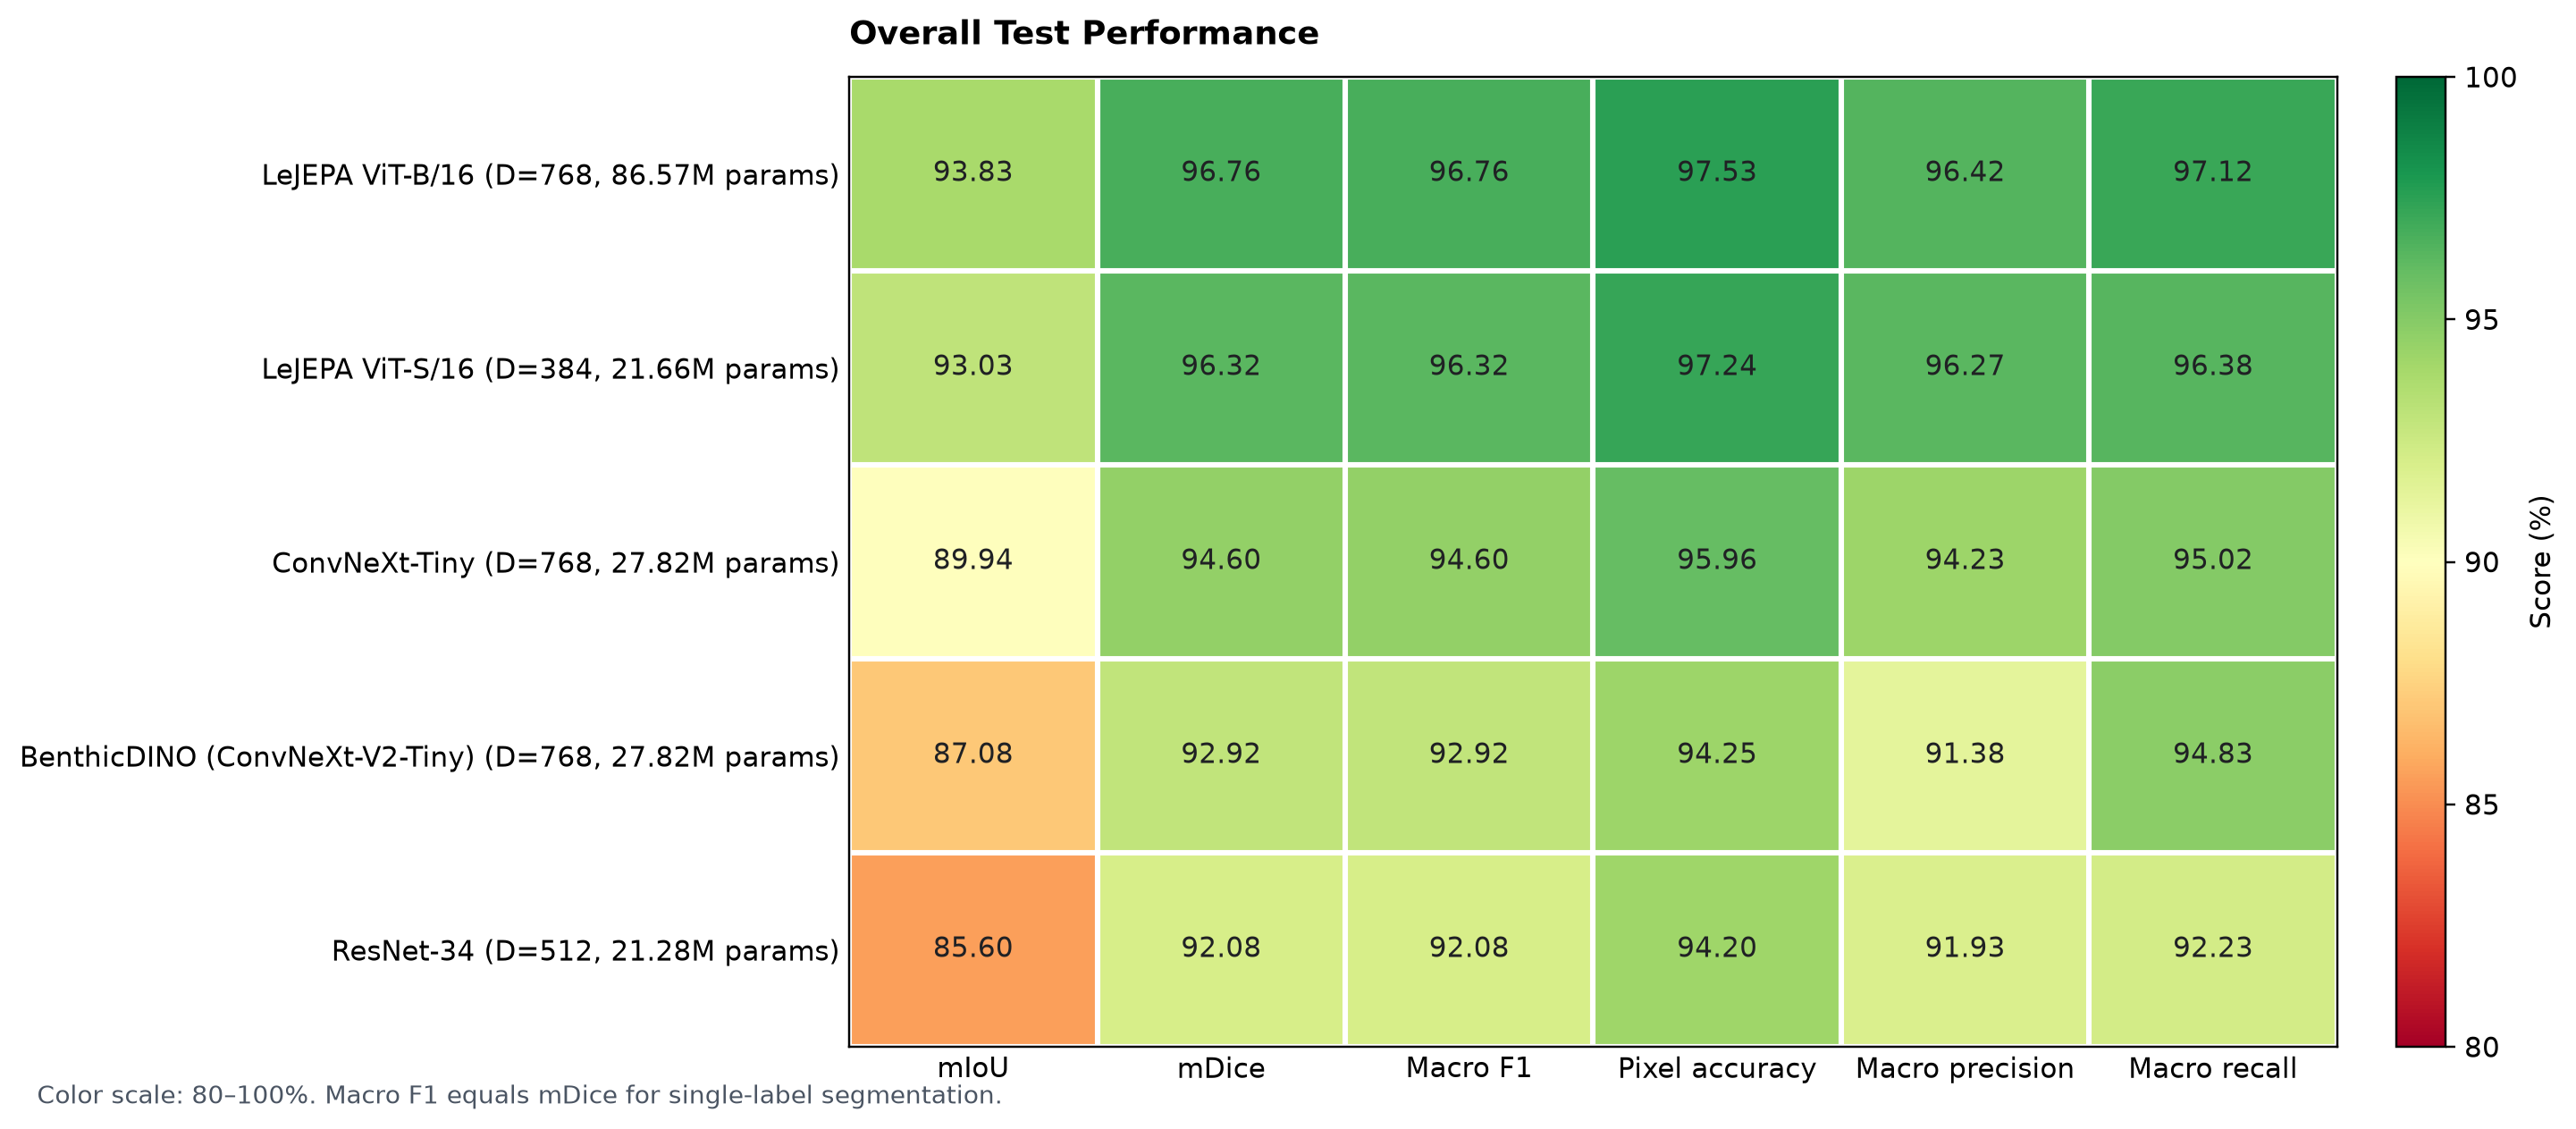 Overall Test Performance
LeJEPA ViT-B/16 (D=768, 86.57M params) 93.83 96.76 96.76 97.53 96.42 97.12
LeJEPA ViT-S/16 (D=384, 21.66M params) 93.03 96.32 96.32 97.24 96.27 96.38
ConvNeXt-Tiny (D=768, 27.82M params) 89.94 94.60 94.60 95.96 94.23 95.02
BenthicDINO (ConvNeXt-V2-Tiny) (D=768, 27.82M params) 87.08 92.92 92.92 94.25 91.38 94.83
ResNet-34 (D=512, 21.28M params) 85.60 92.08 92.08 94.20 91.93 92.23
mIoU mDice Macro F1 Pixel accuracy Macro precision Macro recall
100
95
90
85
80
Score (%)
Color scale: 80–100%. Macro F1 equals mDice for single-label segmentation.